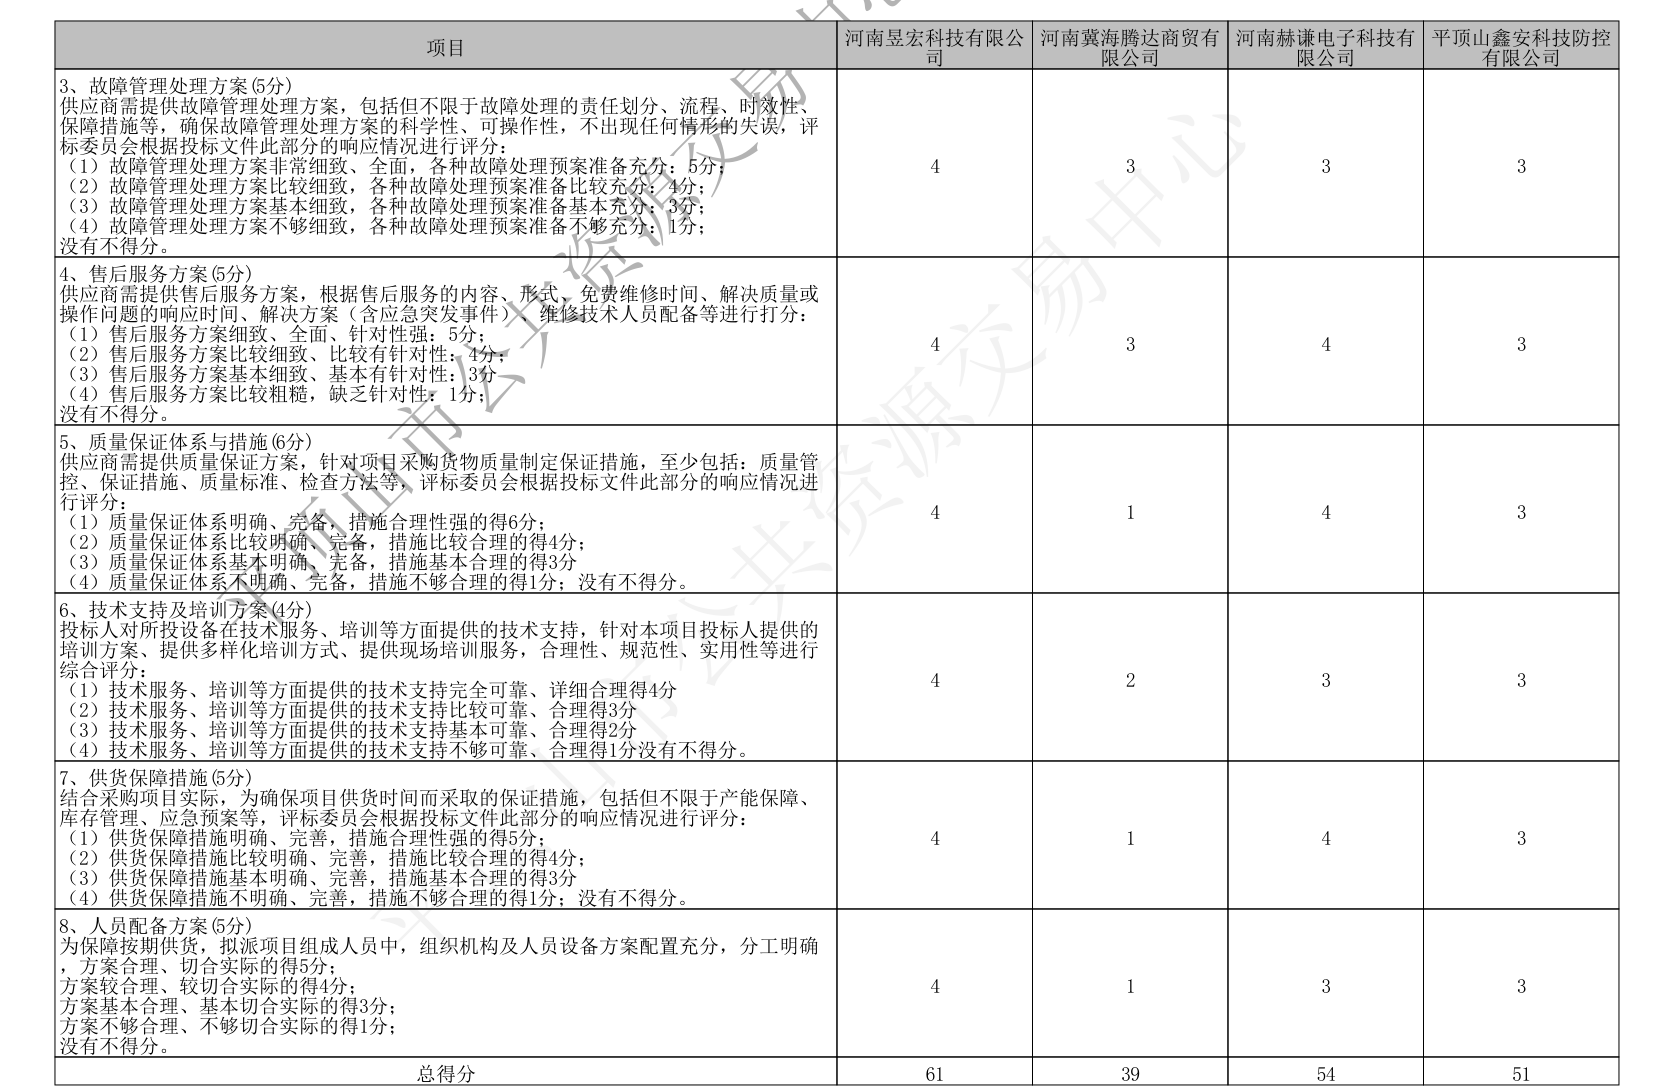 项目
河南昱宏科技有限公
司
河南冀海腾达商贸有
限公司
河南赫谦电子科技有
限公司
平顶山鑫安科技防控
有限公司
3、故障管理处理方案(5分)
供应商需提供故障管理处理方案，包括但不限于故障处理的责任划分、流程、时效性、
保障措施等，确保故障管理处理方案的科学性、可操作性，不出现任何情形的失误，评
标委员会根据投标文件此部分的响应情况进行评分：
（1）故障管理处理方案非常细致、全面，各种故障处理预案准备充分：5分；
（2）故障管理处理方案比较细致，各种故障处理预案准备比较充分：4分；
（3）故障管理处理方案基本细致，各种故障处理预案准备基本充分：3分；
（4）故障管理处理方案不够细致，各种故障处理预案准备不够充分：1分；
没有不得分。
4
3
3
3
4、售后服务方案(5分)
供应商需提供售后服务方案，根据售后服务的内容、形式、免费维修时间、解决质量或
操作问题的响应时间、解决方案（含应急突发事件）、维修技术人员配备等进行打分：
（1）售后服务方案细致、全面、针对性强：5分；
（2）售后服务方案比较细致、比较有针对性：4分；
（3）售后服务方案基本细致、基本有针对性：3分
（4）售后服务方案比较粗糙，缺乏针对性：1分；
没有不得分。
4
3
4
3
5、质量保证体系与措施(6分)
供应商需提供质量保证方案，针对项目采购货物质量制定保证措施，至少包括：质量管
控、保证措施、质量标准、检查方法等，评标委员会根据投标文件此部分的响应情况进
行评分：
（1）质量保证体系明确、完备，措施合理性强的得6分；
（2）质量保证体系比较明确、完备，措施比较合理的得4分；
（3）质量保证体系基本明确、完备，措施基本合理的得3分
（4）质量保证体系不明确、完备，措施不够合理的得1分；没有不得分。
4
1
4
3
6、技术支持及培训方案(4分)
投标人对所投设备在技术服务、培训等方面提供的技术支持，针对本项目投标人提供的
培训方案、提供多样化培训方式、提供现场培训服务，合理性、规范性、实用性等进行
综合评分：
（1）技术服务、培训等方面提供的技术支持完全可靠、详细合理得4分
（2）技术服务、培训等方面提供的技术支持比较可靠、合理得3分
（3）技术服务、培训等方面提供的技术支持基本可靠、合理得2分
（4）技术服务、培训等方面提供的技术支持不够可靠、合理得1分没有不得分。
4
2
3
3
7、供货保障措施(5分)
结合采购项目实际，为确保项目供货时间而采取的保证措施，包括但不限于产能保障、
库存管理、应急预案等，评标委员会根据投标文件此部分的响应情况进行评分：
（1）供货保障措施明确、完善，措施合理性强的得5分；
（2）供货保障措施比较明确、完善，措施比较合理的得4分；
（3）供货保障措施基本明确、完善，措施基本合理的得3分
（4）供货保障措施不明确、完善，措施不够合理的得1分；没有不得分。
4
1
4
3
8、人员配备方案(5分)
为保障按期供货，拟派项目组成人员中，组织机构及人员设备方案配置充分，分工明确
，方案合理、切合实际的得5分；
方案较合理、较切合实际的得4分；
方案基本合理、基本切合实际的得3分；
方案不够合理、不够切合实际的得1分；
没有不得分。
4
1
3
3
总得分
61
39
54
51
平顶山市公共资源交易中心
平顶山市公共资源交易中心